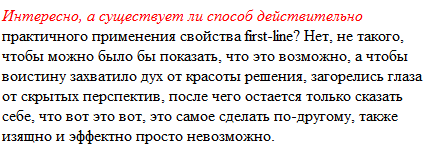 Интересно, а существует ли способ действительно
практичного применения свойства first-line? Нет, не такого,
чтобы можно было бы показать, что это возможно, а чтобы
воистину захватило дух от красоты решения, загорелись глаза
от скрытых перспектив, после чего остается только сказать
себе, что вот это вот, это самое сделать по-другому, также
изящно и эффектно просто невозможно.